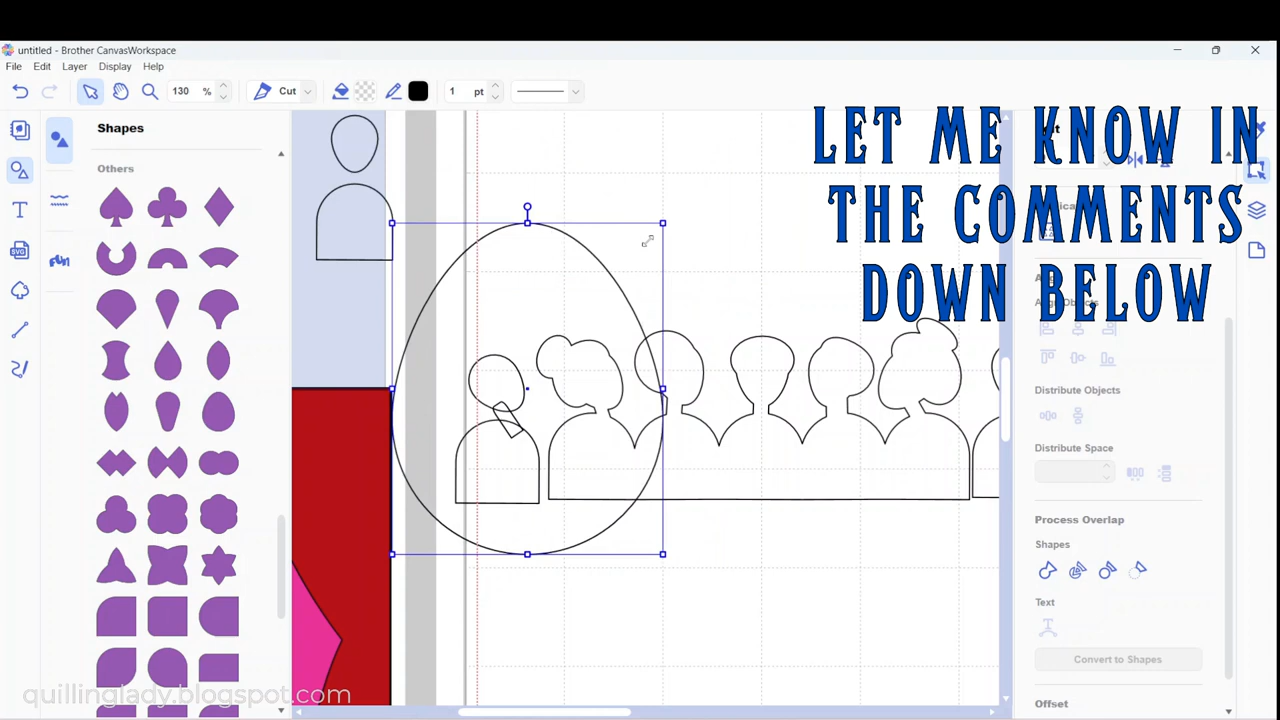 untitled - Brother CanvasWorkspace
File Edit Layer Display Help
130 % Cut 1 pt
Shapes
Others
LET ME KNOW IN
THE COMMENTS
DOWN BELOW
Distribute Objects
Distribute Space
Process Overlap
Shapes
Text
Convert to Shapes
Offset
quillinglady.blogspot.com